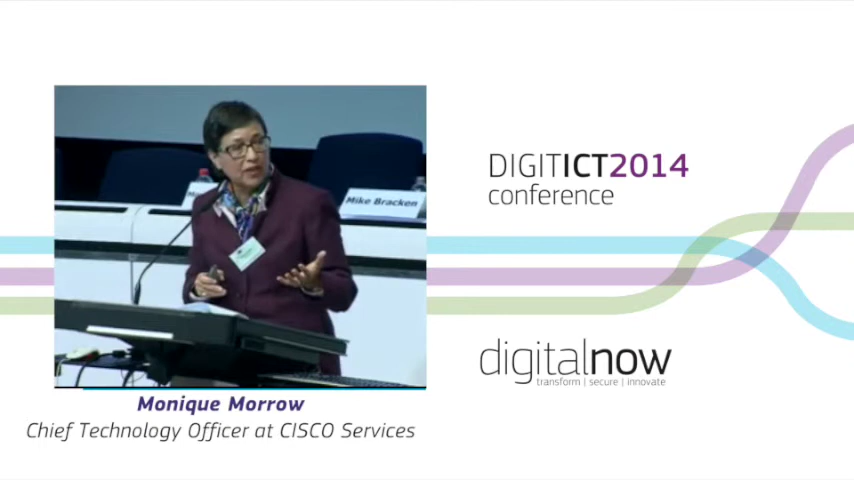 DIGITICT2014
conference
Mike Bracken
digitalnow
transform | secure | innovate
Monique Morrow
Chief Technology Officer at CISCO Services